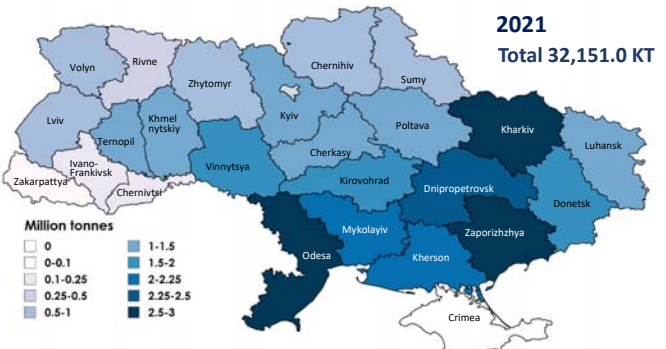 2021
Total 32,151.0 KT
Volyn
Rivne
Zhytomyr
Chernihiv
Sumy
Lviv
Ternopil
Khmel
nytskiy
Kyiv
Poltava
Kharkiv
Luhansk
Ivano-
Frankivsk
Zakarpattya
Chernivtsi
Vinnytsya
Cherkasy
Kirovohrad
Dnipropetrovsk
Donetsk
Mykolayiv
Zaporizhzhya
Odesa
Kherson
Crimea
Million tonnes
0
0-0.1
0.1-0.25
0.25-0.5
0.5-1
1-1.5
1.5-2
2-2.25
2.25-2.5
2.5-3